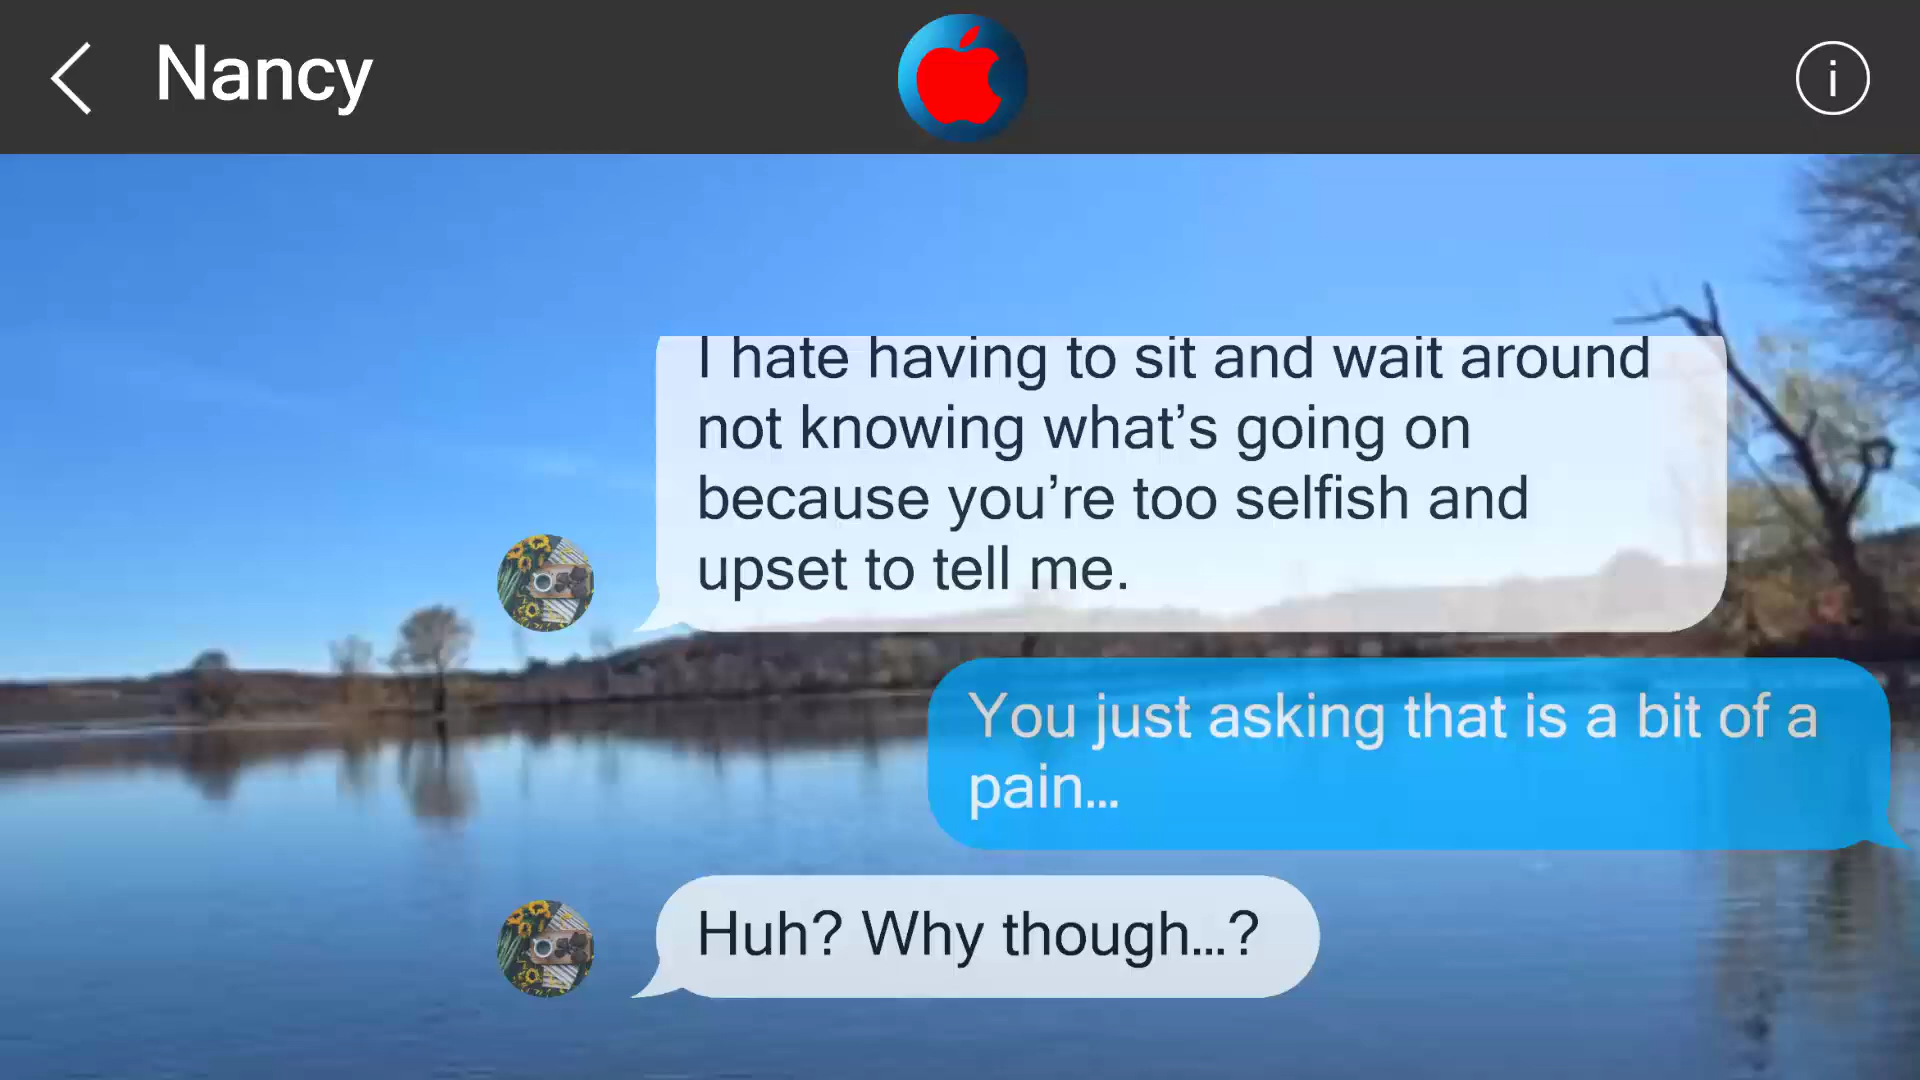 Nancy
i
I hate having to sit and wait around
not knowing what’s going on
because you’re too selfish and
upset to tell me.
You just asking that is a bit of a
pain...
Huh? Why though...?